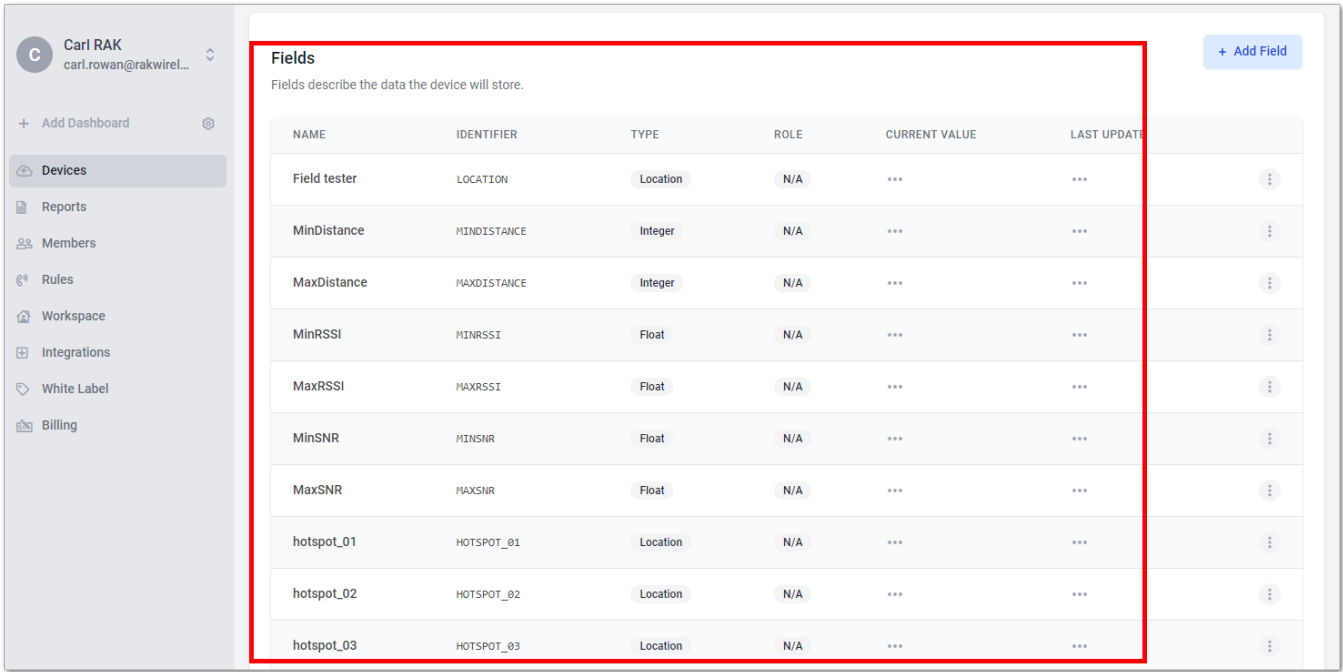 C
Carl RAK
carl.rowan@rakwirel...
+ Add Dashboard
Devices
Reports
Members
Rules
Workspace
Integrations
White Label
Billing
Fields
+ Add Field
Fields describe the data the device will store.
NAME IDENTIFIER TYPE ROLE CURRENT VALUE LAST UPDATE
Field tester LOCATION Location N/A ••• •••
MinDistance MINDISTANCE Integer N/A ••• •••
MaxDistance MAXDISTANCE Integer N/A ••• •••
MinRSSI MINRSSI Float N/A ••• •••
MaxRSSI MAXRSSI Float N/A ••• •••
MinSNR MINSNR Float N/A ••• •••
MaxSNR MAXSNR Float N/A ••• •••
hotspot_01 HOTSPOT_01 Location N/A ••• •••
hotspot_02 HOTSPOT_02 Location N/A ••• •••
hotspot_03 HOTSPOT_03 Location N/A ••• •••